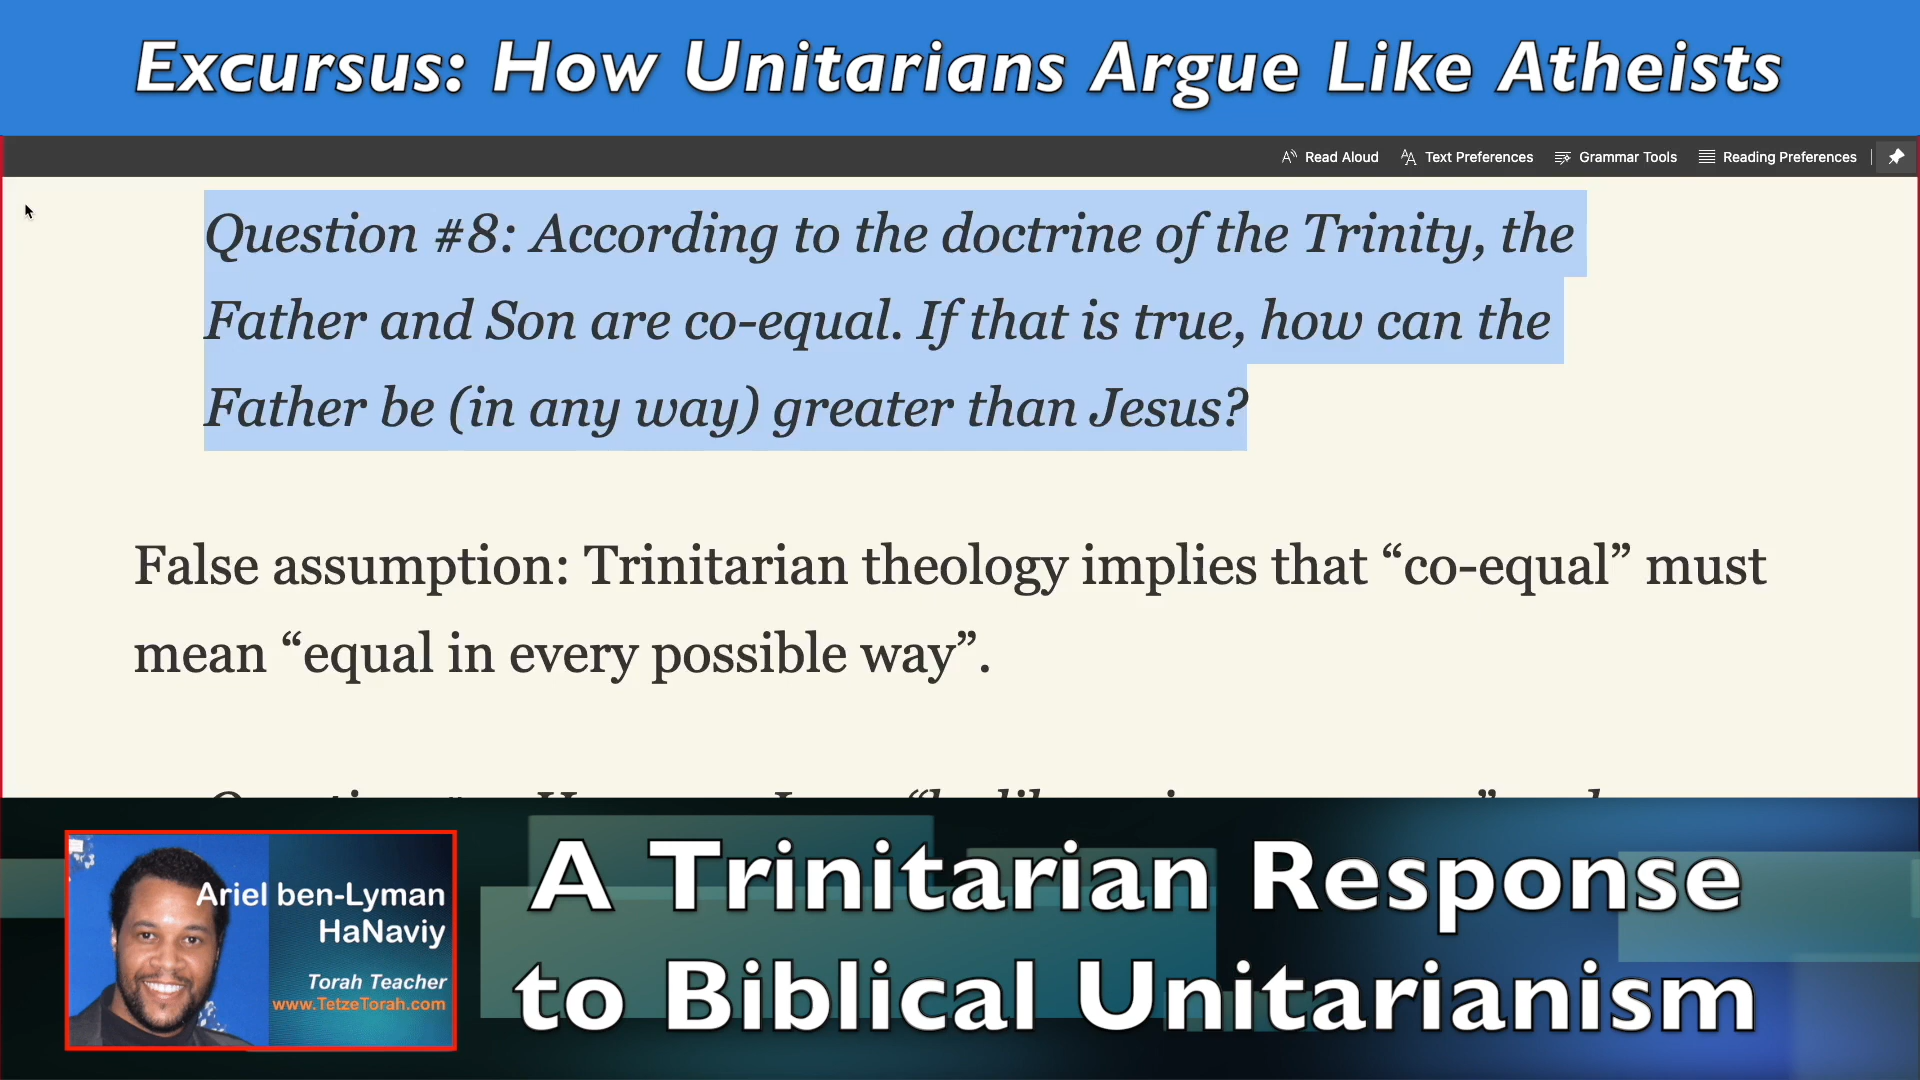 Excursus: How Unitarians Argue Like Atheists
Read Aloud Text Preferences Grammar Tools Reading Preferences
Question #8: According to the doctrine of the Trinity, the
Father and Son are co-equal. If that is true, how can the
Father be (in any way) greater than Jesus?
False assumption: Trinitarian theology implies that “co-equal” must
mean “equal in every possible way”.
Ariel ben-Lyman
HaNaviy
Torah Teacher
www.TetzeTorah.com
A Trinitarian Response
to Biblical Unitarianism